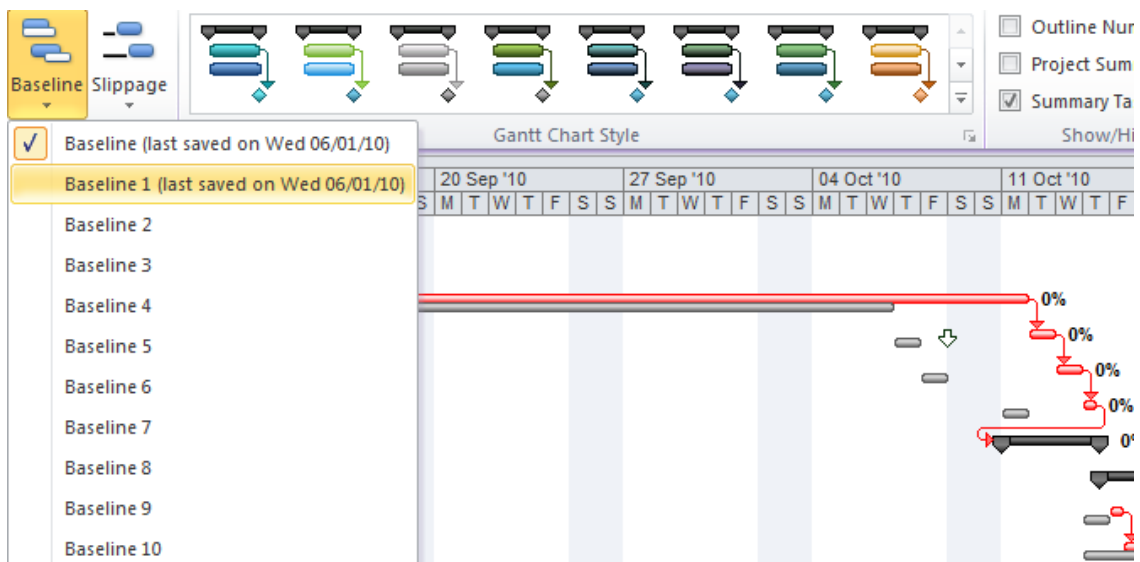 Baseline Slippage
Outline Nur
Project Sum
Summary Ta
Gantt Chart Style
Show/Hi
Baseline (last saved on Wed 06/01/10)
Baseline 1 (last saved on Wed 06/01/10)
Baseline 2
Baseline 3
Baseline 4
Baseline 5
Baseline 6
Baseline 7
Baseline 8
Baseline 9
Baseline 10
20 Sep '10 27 Sep '10 04 Oct '10 11 Oct '10
S M T W T F S S M T W T F S S M T W T F S S M T W T F
0%
0%
0%
0%
0%